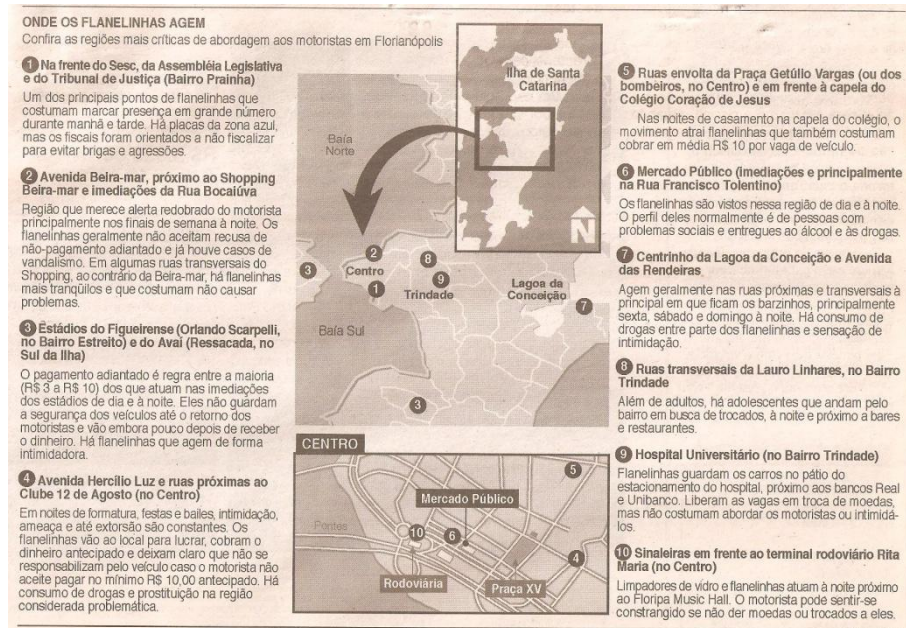 ONDE OS FLANELINHAS AGEM
Confira as regiões mais críticas de abordagem aos motoristas em Florianópolis
1 Na frente do Sesc, da Assembléia Legislativa
e do Tribunal de Justiça (Bairro Prainha)
Um dos principais pontos de flanelinhas que
costumam marcar presença em grande número
durante manhã e tarde. Há placas da zona azul,
mas os fiscais foram orientados a não fiscalizar
para evitar brigas e agressões.
2 Avenida Beira-mar, próximo ao Shopping
Beira-mar e imediações da Rua Bocaiúva
Região que merece alerta redobrado do motorista
principalmente nos finais de semana à noite. Os
flanelinhas geralmente não aceitam recusa de
não-pagamento adiantado e já houve casos de
vandalismo. Em algumas ruas transversais do
Shopping, ao contrário da Beira-mar, há flanelinhas
mais tranqüilos e que costumam não causar
problemas.
3 Estádios do Figueirense (Orlando Scarpelli,
no Bairro Estreito) e do Avaí (Ressacada, no
Sul da Ilha)
O pagamento adiantado é regra entre a maioria
(R$ 3 a R$ 10) dos que atuam nas imediações
dos estádios de dia e à noite. Eles não guardam
a segurança dos veículos até o retorno dos
motoristas e vão embora pouco depois de receber
o dinheiro. Há flanelinhas que agem de forma
intimidadora.
4 Avenida Hercílio Luz e ruas próximas ao
Clube 12 de Agosto (no Centro)
Em noites de formatura, festas e bailes, intimidação,
ameaça e até extorsão são constantes. Os
flanelinhas vão ao local para lucrar, cobram o
dinheiro antecipado e deixam claro que não se
responsabilizam pelo veículo caso o motorista não
aceite pagar no mínimo R$ 10,00 antecipado. Há
consumo de drogas e prostituição na região
considerada problemática.
Ilha de Santa
Catarina
N
Baía
Norte
2
Centro
1
3
8
9
Trindade
Lagoa da
Conceição
7
Baía Sul
3
CENTRO
5
Mercado Público
Pontes
10
6
4
Rodoviária
Praça XV
5 Ruas envolta da Praça Getúllo Vargas (ou dos
bombeiros, no Centro) e em frente à capela do
Colégio Coração de Jesus
Nas noites de casamento na capela do colégio, o
movimento atrai flanelinhas que também costumam
cobrar em média R$ 10 por vaga de veículo.
6 Mercado Público (imediações e principalmente
na Rua Francisco Tolentino)
Os flanelinhas são vistos nessa região de dia e à noite.
O perfil deles normalmente é de pessoas com
problemas sociais e entregues ao álcool e às drogas.
7 Centrinho da Lagoa da Conceição e Avenida
das Rendeiras
Agem geralmente nas ruas próximas e transversais à
principal em que ficam os barzinhos, principalmente
sexta, sábado e domingo à noite. Há consumo de
drogas entre parte dos flanelinhas e sensação de
intimidação.
8 Ruas transversais da Lauro Linhares, no Bairro
Trindade
Além de adultos, há adolescentes que andam pelo
bairro em busca de trocados, à noite e próximo a bares
e restaurantes.
9 Hospital Universitário (no Bairro Trindade)
Flanelinhas guardam os carros no pátio do
estacionamento do hospital, próximo aos bancos Real
e Unibanco. Liberam as vagas em troca de moedas,
mas não costumam abordar os motoristas ou intimidá-
los.
10 Sinaleiras em frente ao terminal rodoviário Rita
Maria (no Centro)
Limpadores de vidro e flanelinhas atuam à noite próximo
ao Floripa Music Hall. O motorista pode sentir-se
constrangido se não der moedas ou trocados a eles.